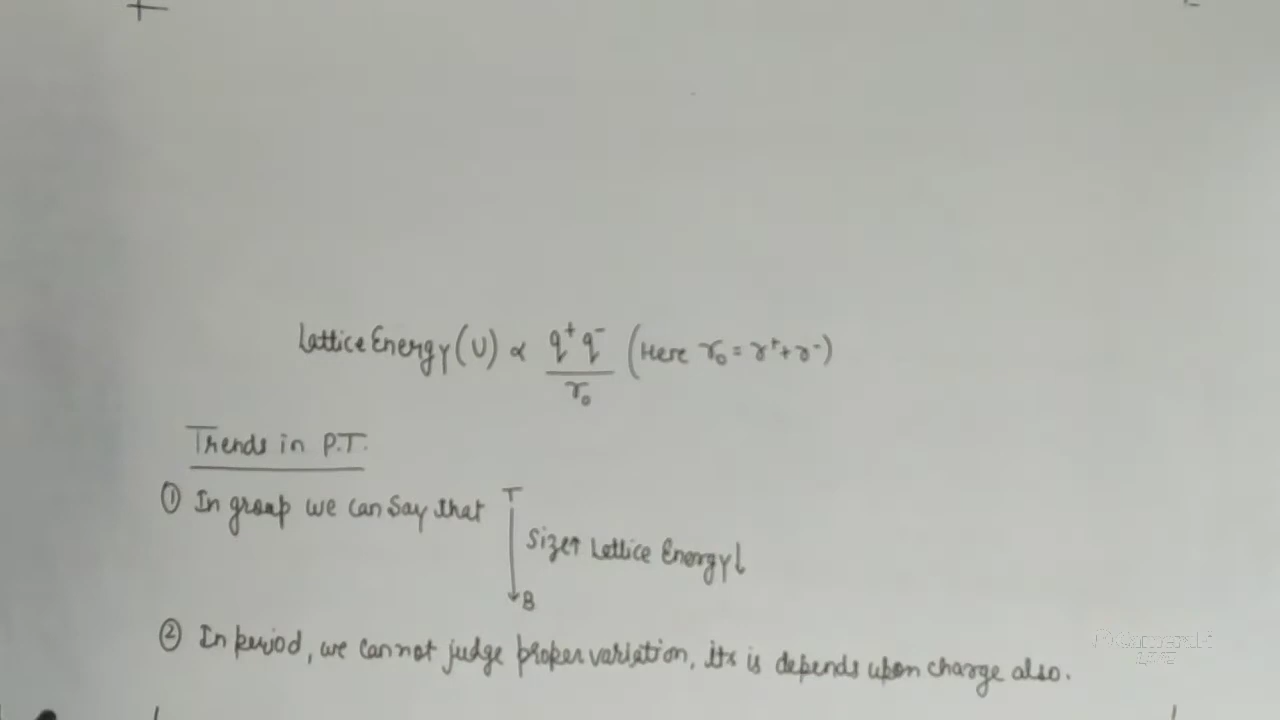 Lattice Energy (U) ∝ q⁺ q⁻ / r₀ (Here r₀ = r⁺ + r⁻)
Trends in P.T.
① In group we can say that
T
↓ Size↑ Lattice Energy↓
B
② In period, we cannot judge proper variation, its is depends upon charge also.